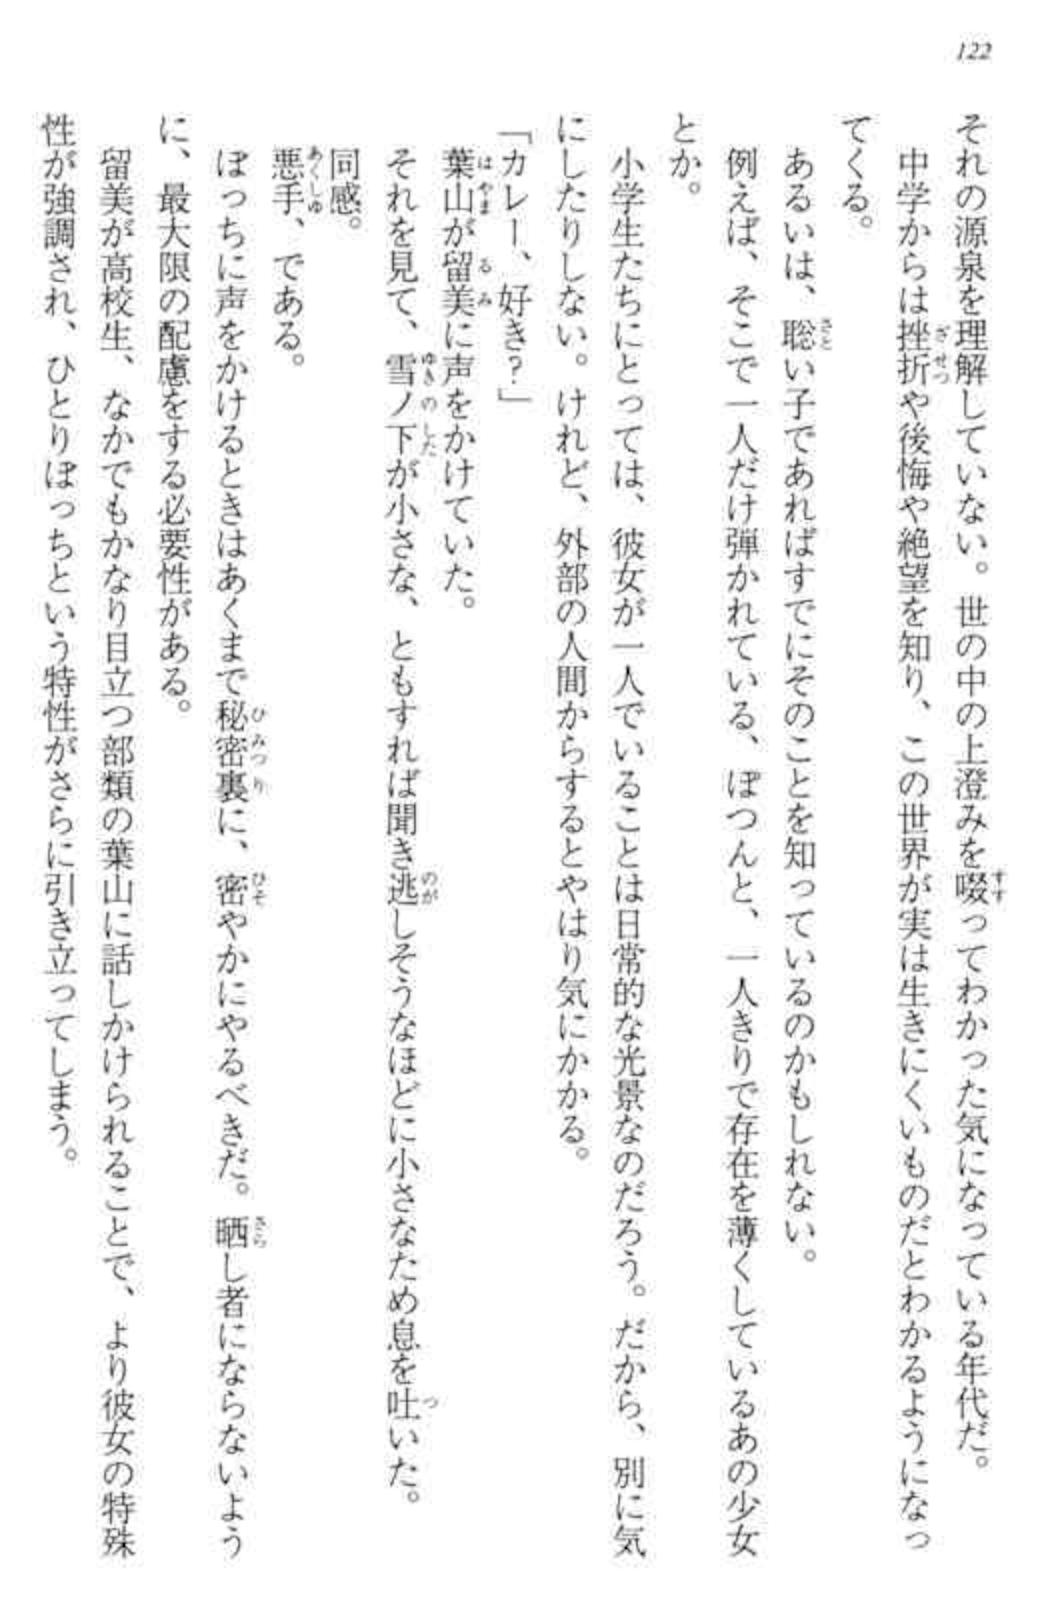 122
それの源泉を理解していない。世の中の上澄みを啜ってわかった気になっている年代だ。
中学からは挫折や後悔や絶望を知り、この世界が実は生きにくいものだとわかるようになっ
てくる。
あるいは、聡い子であればすでにそのことを知っているのかもしれない。
例えば、そこで一人だけ弾かれている、ぽつんと、一人きりで存在を薄くしているあの少女
とか。
小学生たちにとっては、彼女が一人でいることは日常的な光景なのだろう。だから、別に気
にしたりしない。けれど、外部の人間からするとやはり気にかかる。
「カレー、好き?」
葉山が留美に声をかけていた。
それを見て、雪ノ下が小さな、ともすれば聞き逃しそうなほどに小さなため息を吐いた。
同感。
悪手、である。
ぼっちに声をかけるときはあくまで秘密裏に、密やかにやるべきだ。晒し者にならないよう
に、最大限の配慮をする必要性がある。
留美が高校生、なかでもかなり目立つ部類の葉山に話しかけられることで、より彼女の特殊
性が強調され、ひとりぼっちという特性がさらに引き立ってしまう。